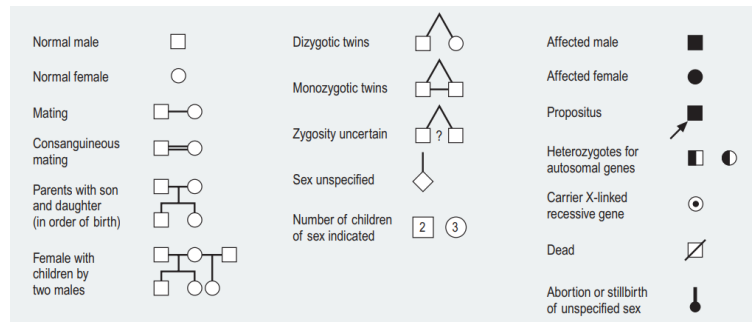 Normal male
Normal female
Mating
Consanguineous
mating
Parents with son
and daughter
(in order of birth)
Female with
children by
two males
Dizygotic twins
Monozygotic twins
Zygosity uncertain
?
Sex unspecified
Number of children
of sex indicated
2 3
Affected male
Affected female
Propositus
Heterozygotes for
autosomal genes
Carrier X-linked
recessive gene
Dead
Abortion or stillbirth
of unspecified sex